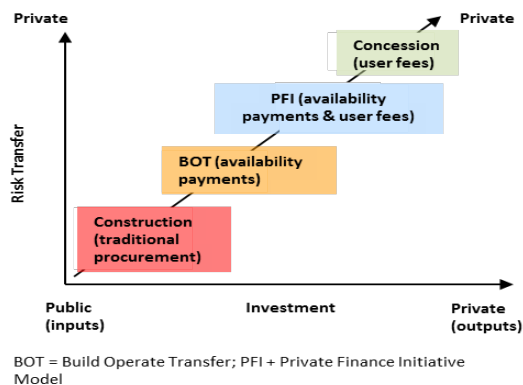 Private
Private
Concession
(user fees)
PFI (availability
payments & user fees)
BOT (availability
payments)
Construction
(traditional
procurement)
Risk Transfer
Public
(inputs)
Investment
Private
(outputs)
BOT = Build Operate Transfer; PFI + Private Finance Initiative
Model